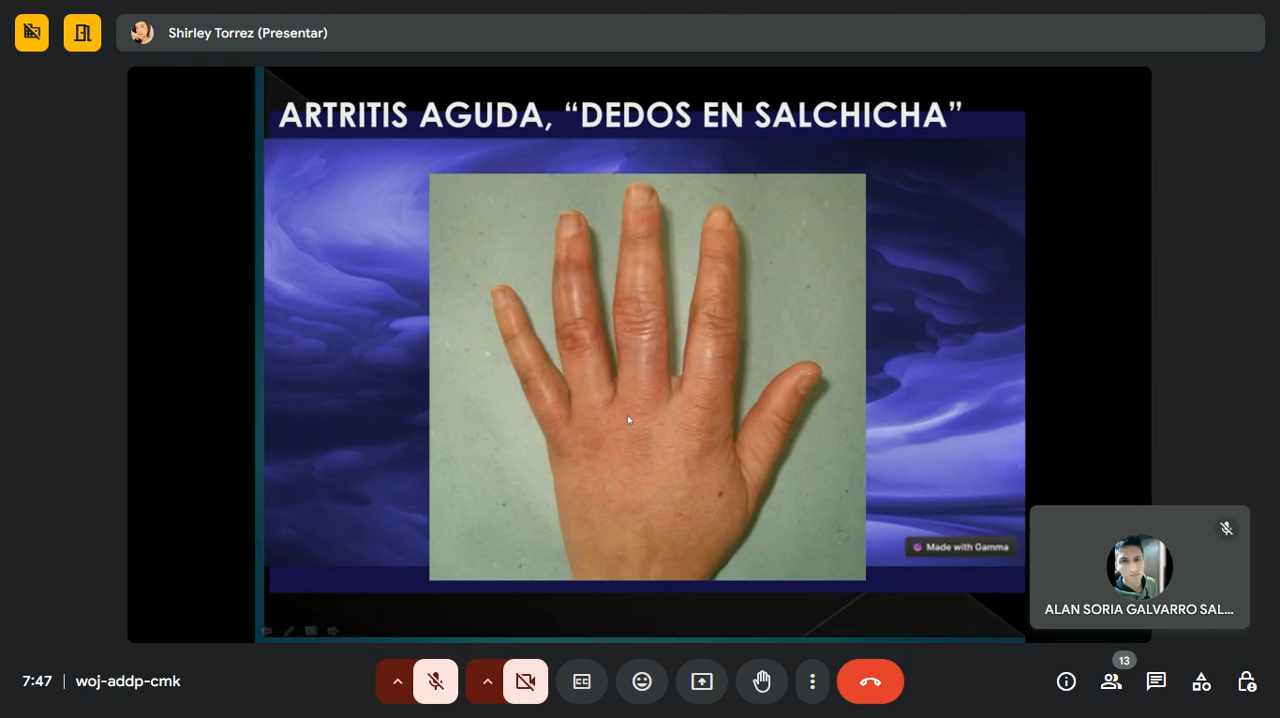 Shirley Torrez (Presentar)
ARTRITIS AGUDA, “DEDOS EN SALCHICHA”
Made with Gamma
ALAN SORIA GALVARRO SAL...
13
7:47 | woj-addp-cmk